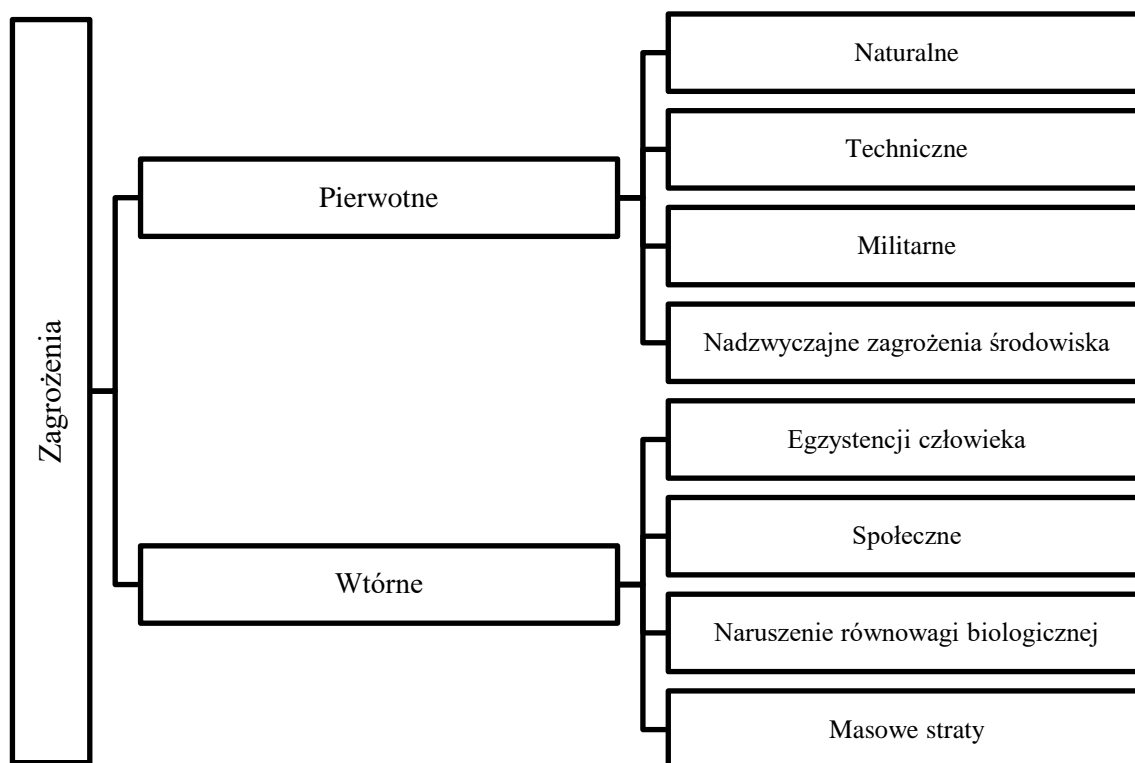 Zagrożenia
Pierwotne
Naturalne
Techniczne
Militarne
Nadzwyczajne zagrożenia środowiska
Wtórne
Egzystencji człowieka
Społeczne
Naruszenie równowagi biologicznej
Masowe straty